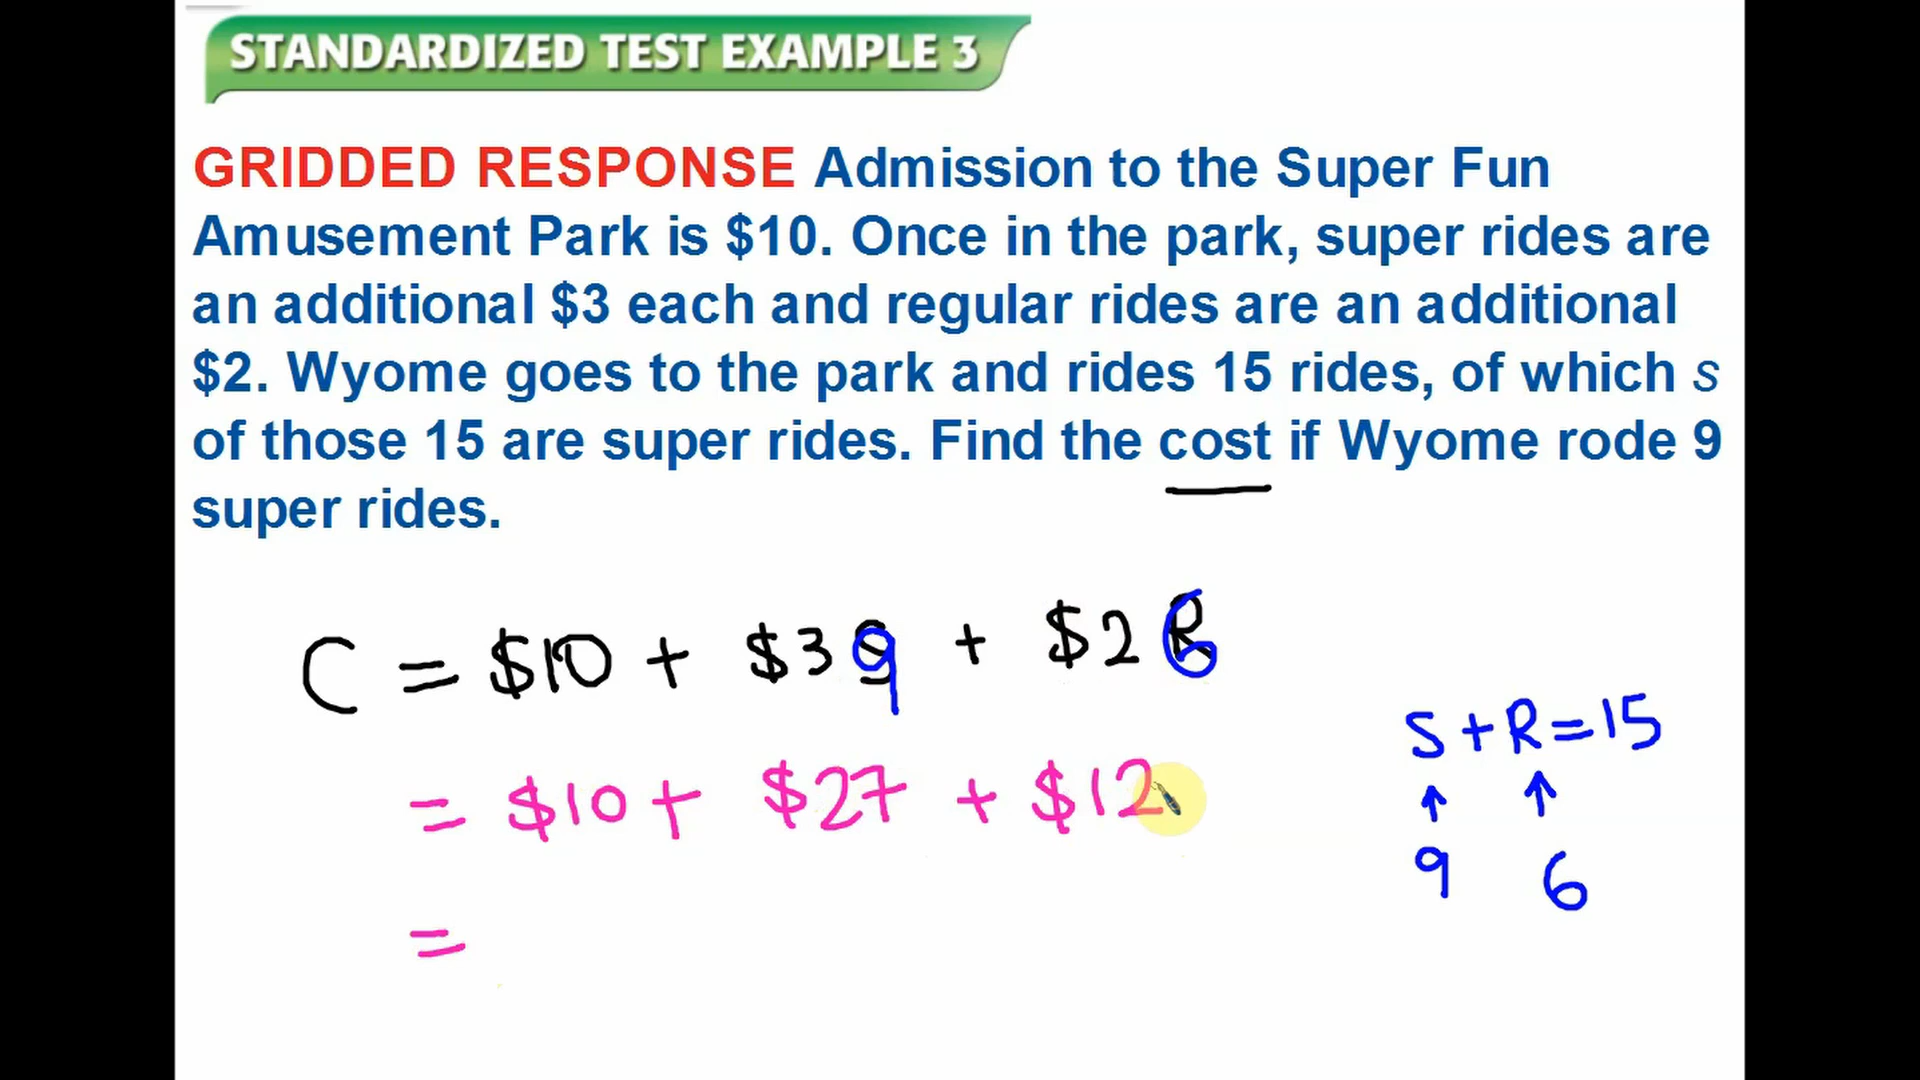 STANDARDIZED TEST EXAMPLE 3
GRIDDED RESPONSE Admission to the Super Fun
Amusement Park is $10. Once in the park, super rides are
an additional $3 each and regular rides are an additional
$2. Wyome goes to the park and rides 15 rides, of which s
of those 15 are super rides. Find the cost if Wyome rode 9
super rides.
C = $10 + $3 9 + $2 6
S + R = 15
= $10 + $27 + $12
9 6
=